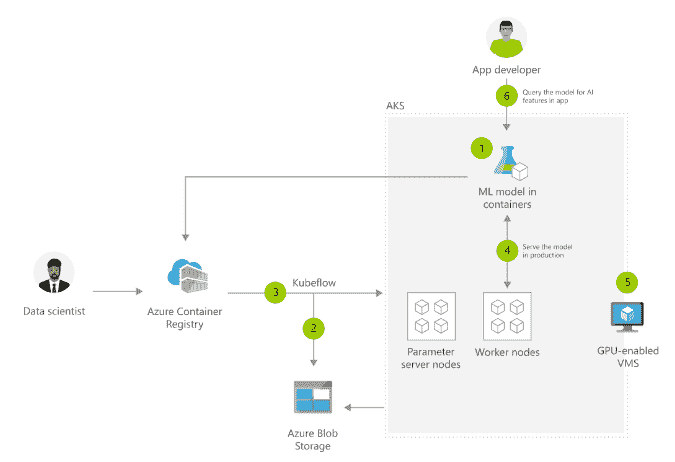 App developer
6
Query the model for AI
features in app
AKS
1
ML model in
containers
4
Serve the model
in production
Data scientist
Azure Container
Registry
3
Kubeflow
2
Parameter
server nodes
Worker nodes
5
GPU-enabled
VMS
Azure Blob
Storage